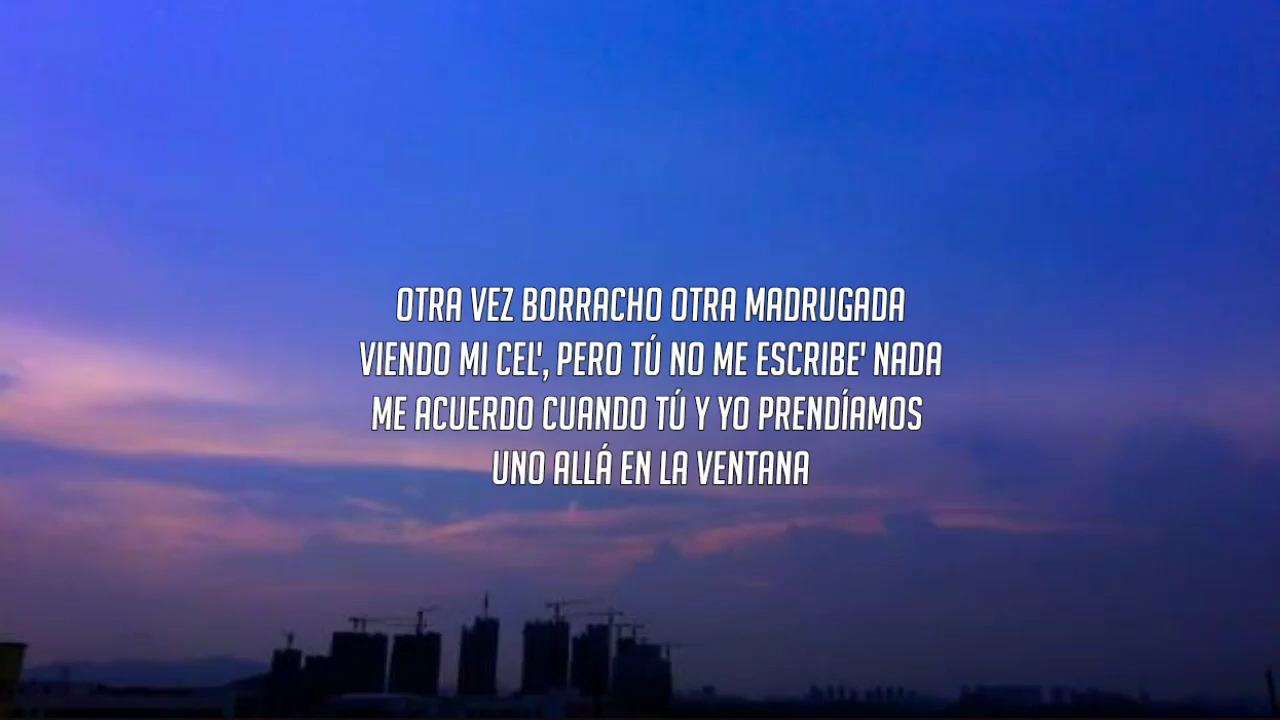 OTRA VEZ BORRACHO OTRA MADRUGADA
VIENDO MI CEL', PERO TÚ NO ME ESCRIBE' NADA
ME ACUERDO CUANDO TÚ Y YO PRENDÍAMOS
UNO ALLÁ EN LA VENTANA